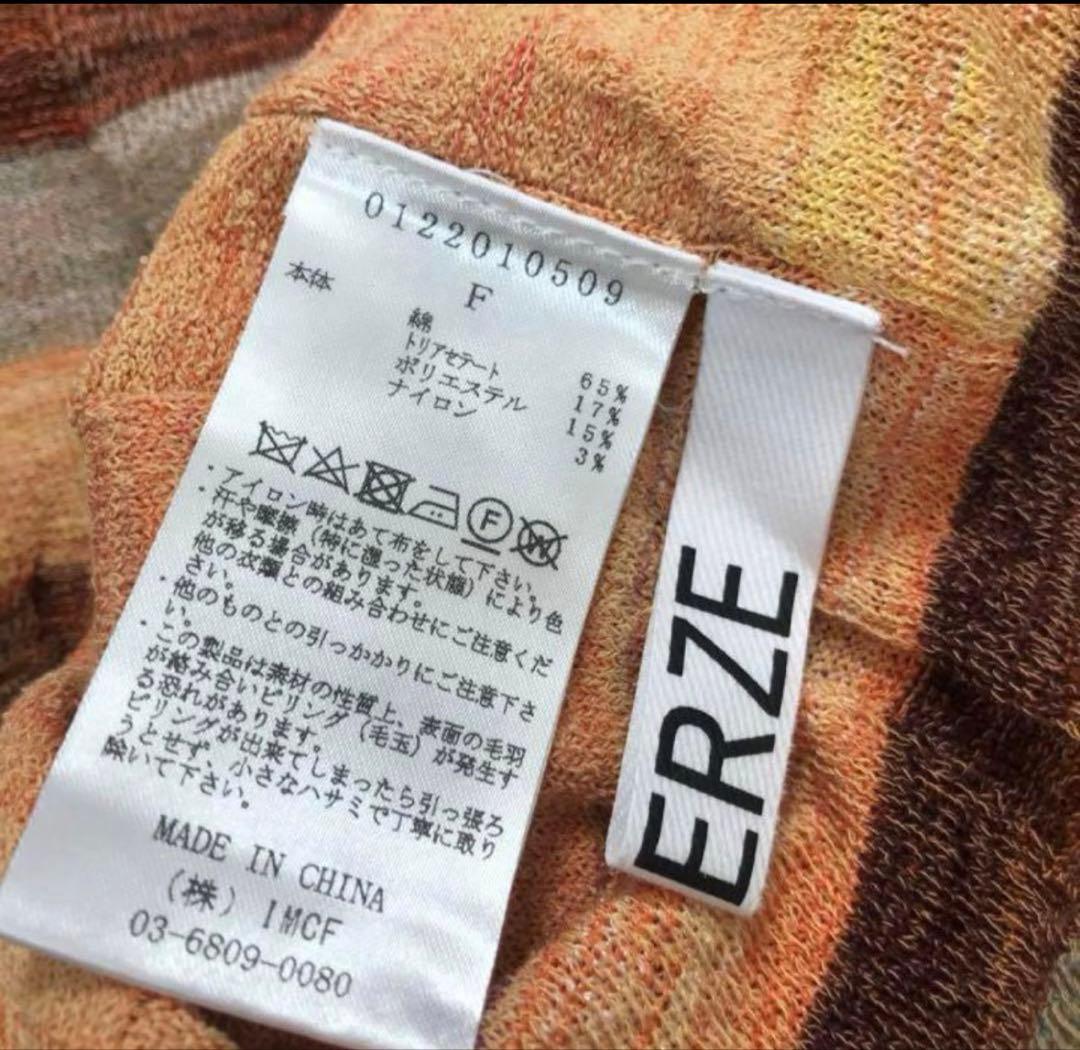 0122010509
F
本体
綿 65%
トリアセテート 17%
ポリエステル 15%
ナイロン 3%
F
W
・アイロン時はあて布をして下さい。
・汗や摩擦（特に湿った状態）により色
が移る場合があります。
他の衣類との組み合わせにご注意くだ
さい。
・他のものとの引っかかりにご注意下さ
い。
・この製品は素材の性質上、表面の毛羽
が絡み合いピリング（毛玉）が発生す
る恐れがあります。
ピリングが出来てしまったら引っ張ろ
うとせず、小さなハサミで丁寧に取り
除いて下さい。
MADE IN CHINA
（株）IMCF
03-6809-0080
ERZE